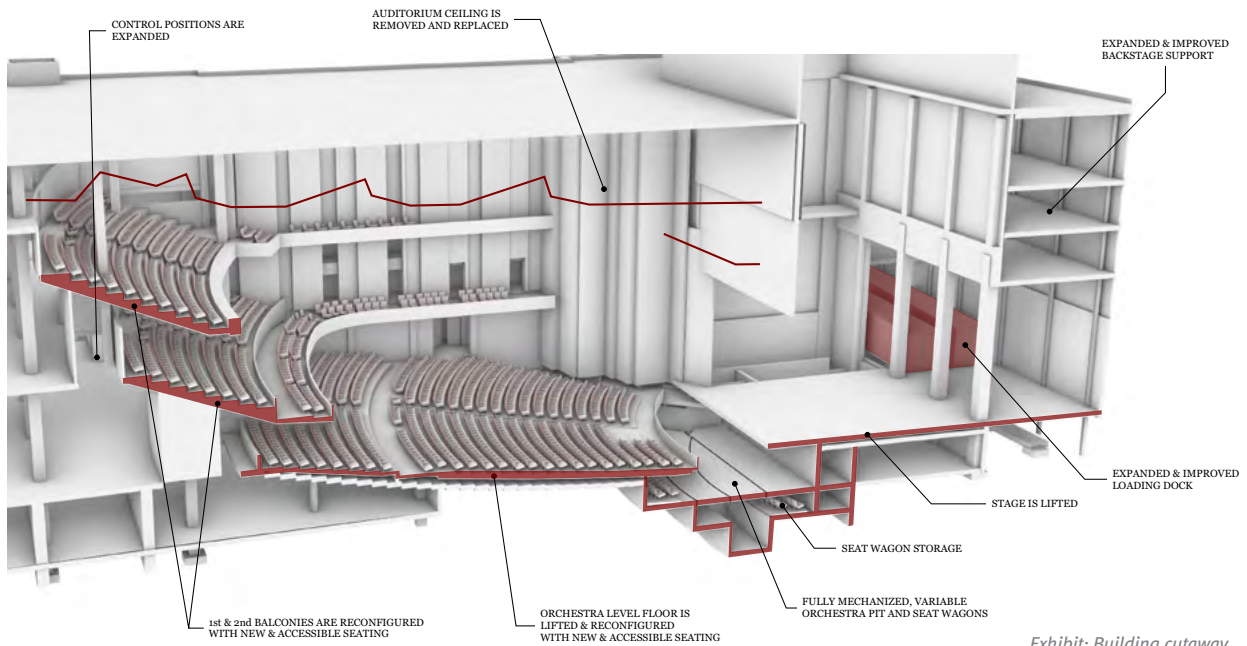 CONTROL POSITIONS ARE
EXPANDED
AUDITORIUM CEILING IS
REMOVED AND REPLACED
EXPANDED & IMPROVED
BACKSTAGE SUPPORT
EXPANDED & IMPROVED
LOADING DOCK
STAGE IS LIFTED
SEAT WAGON STORAGE
FULLY MECHANIZED, VARIABLE
ORCHESTRA PIT AND SEAT WAGONS
ORCHESTRA LEVEL FLOOR IS
LIFTED & RECONFIGURED
WITH NEW & ACCESSIBLE SEATING
1st & 2nd BALCONIES ARE RECONFIGURED
WITH NEW & ACCESSIBLE SEATING
Exhibit: Building cutaway